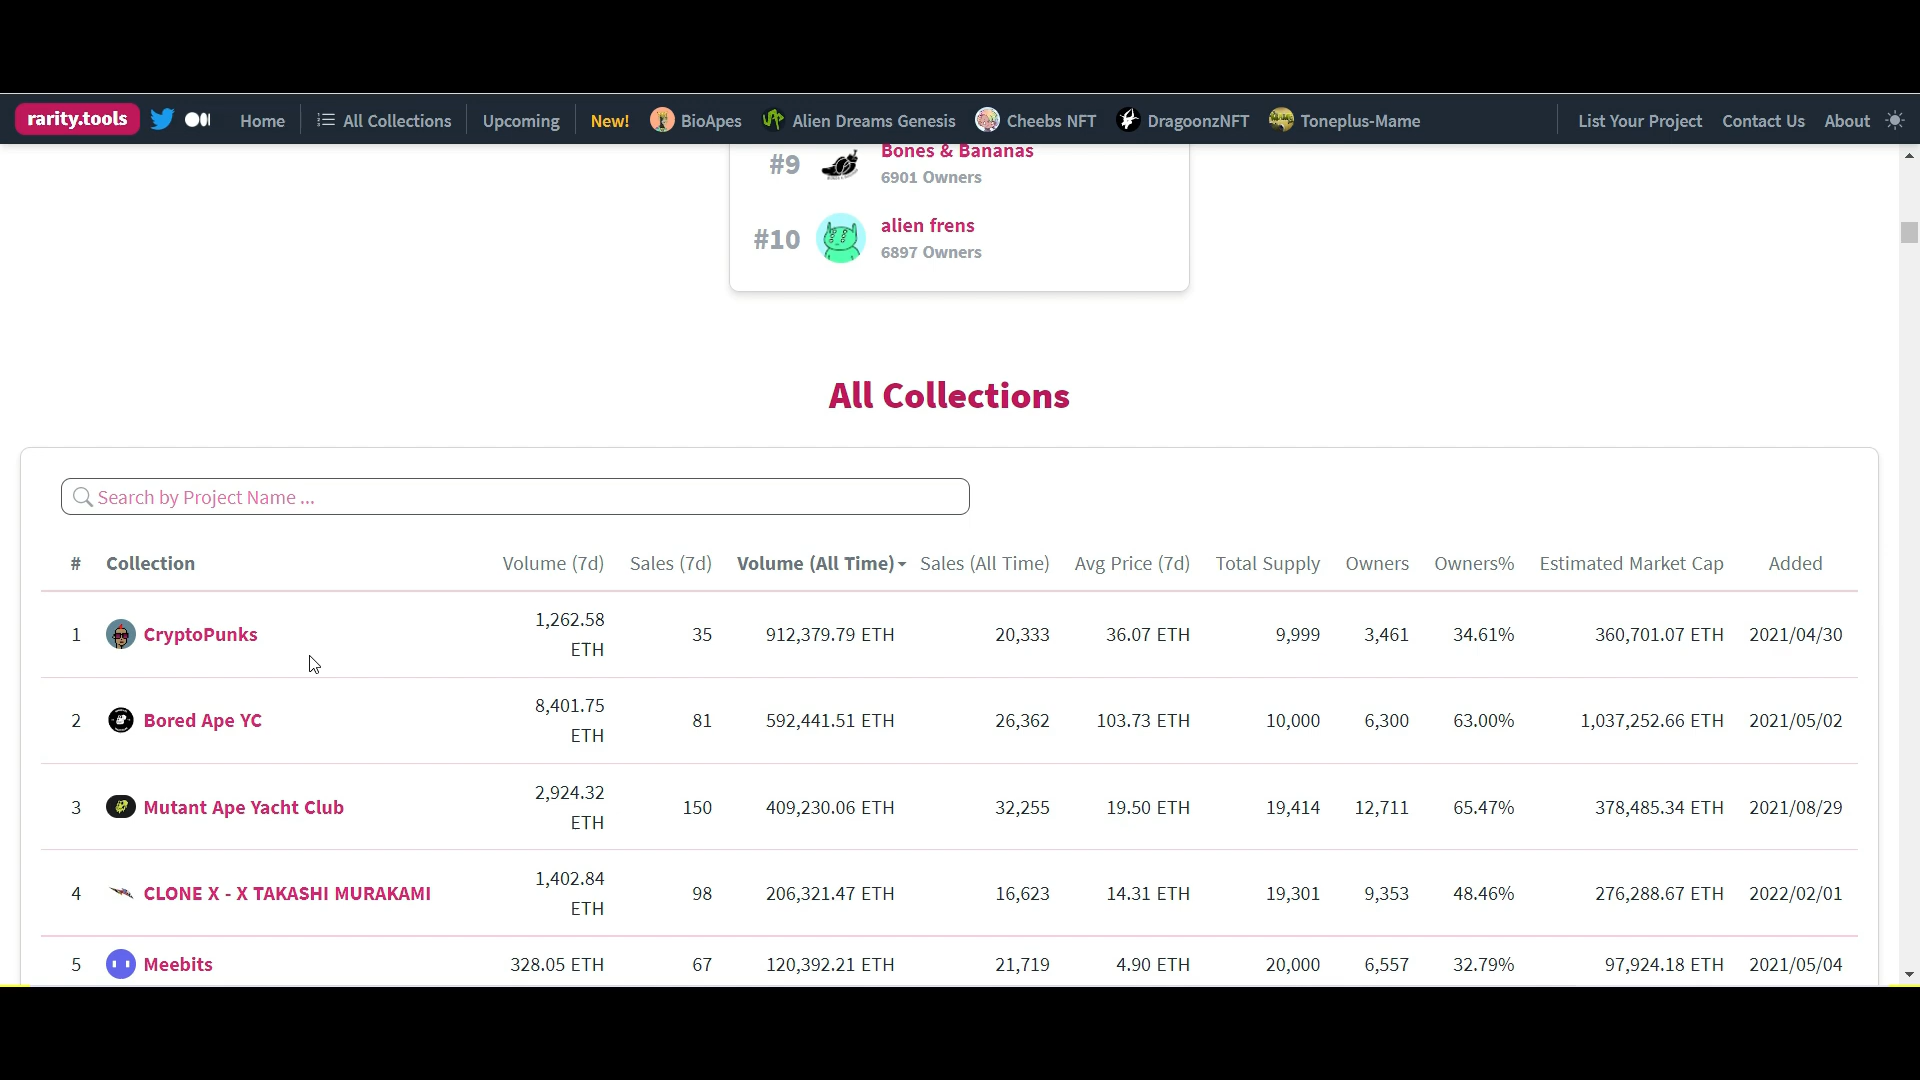 rarity.tools Home All Collections Upcoming New! BioApes Alien Dreams Genesis Cheebs NFT DragoonzNFT Toneplus-Mame List Your Project Contact Us About
#9 Bones & Bananas
6901 Owners
#10 alien frens
6897 Owners
All Collections
Search by Project Name ...
# Collection Volume (7d) Sales (7d) Volume (All Time) Sales (All Time) Avg Price (7d) Total Supply Owners Owners% Estimated Market Cap Added
1 CryptoPunks 1,262.58 ETH 35 912,379.79 ETH 20,333 36.07 ETH 9,999 3,461 34.61% 360,701.07 ETH 2021/04/30
2 Bored Ape YC 8,401.75 ETH 81 592,441.51 ETH 26,362 103.73 ETH 10,000 6,300 63.00% 1,037,252.66 ETH 2021/05/02
3 Mutant Ape Yacht Club 2,924.32 ETH 150 409,230.06 ETH 32,255 19.50 ETH 19,414 12,711 65.47% 378,485.34 ETH 2021/08/29
4 CLONE X - X TAKASHI MURAKAMI 1,402.84 ETH 98 206,321.47 ETH 16,623 14.31 ETH 19,301 9,353 48.46% 276,288.67 ETH 2022/02/01
5 Meebits 328.05 ETH 67 120,392.21 ETH 21,719 4.90 ETH 20,000 6,557 32.79% 97,924.18 ETH 2021/05/04